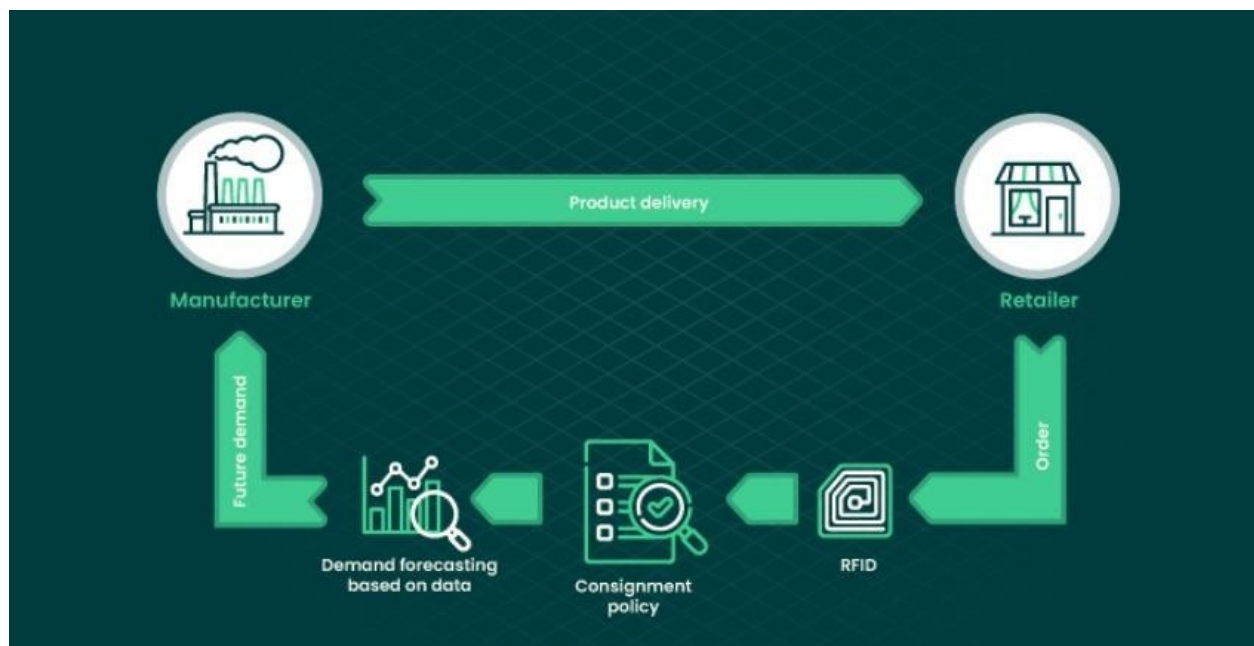 Product delivery
Manufacturer
Retailer
Future demand
Order
Demand forecasting
based on data
Consignment
policy
RFID